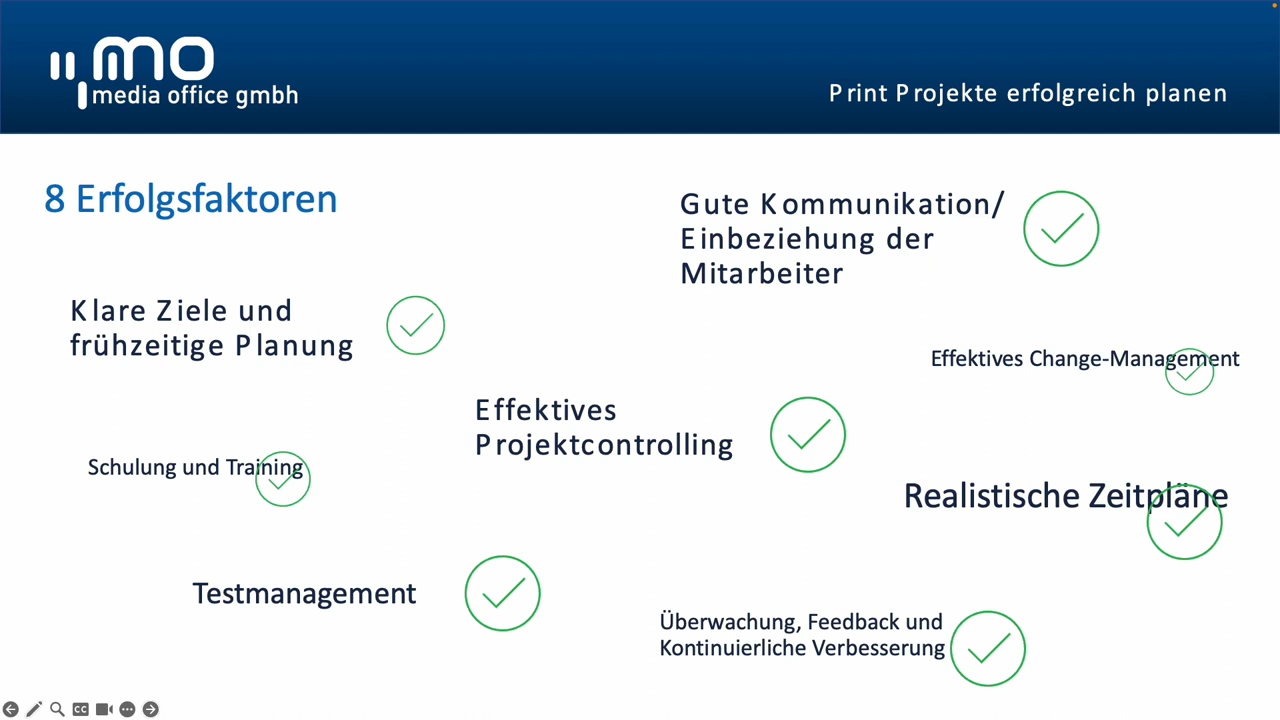 mo
media office gmbh
Print Projekte erfolgreich planen
8 Erfolgsfaktoren
Gute Kommunikation/
Einbeziehung der
Mitarbeiter
Klare Ziele und
frühzeitige Planung
Effektives Change-Management
Effektives
Projektcontrolling
Schulung und Training
Realistische Zeitpläne
Testmanagement
Überwachung, Feedback und
Kontinuierliche Verbesserung
CC